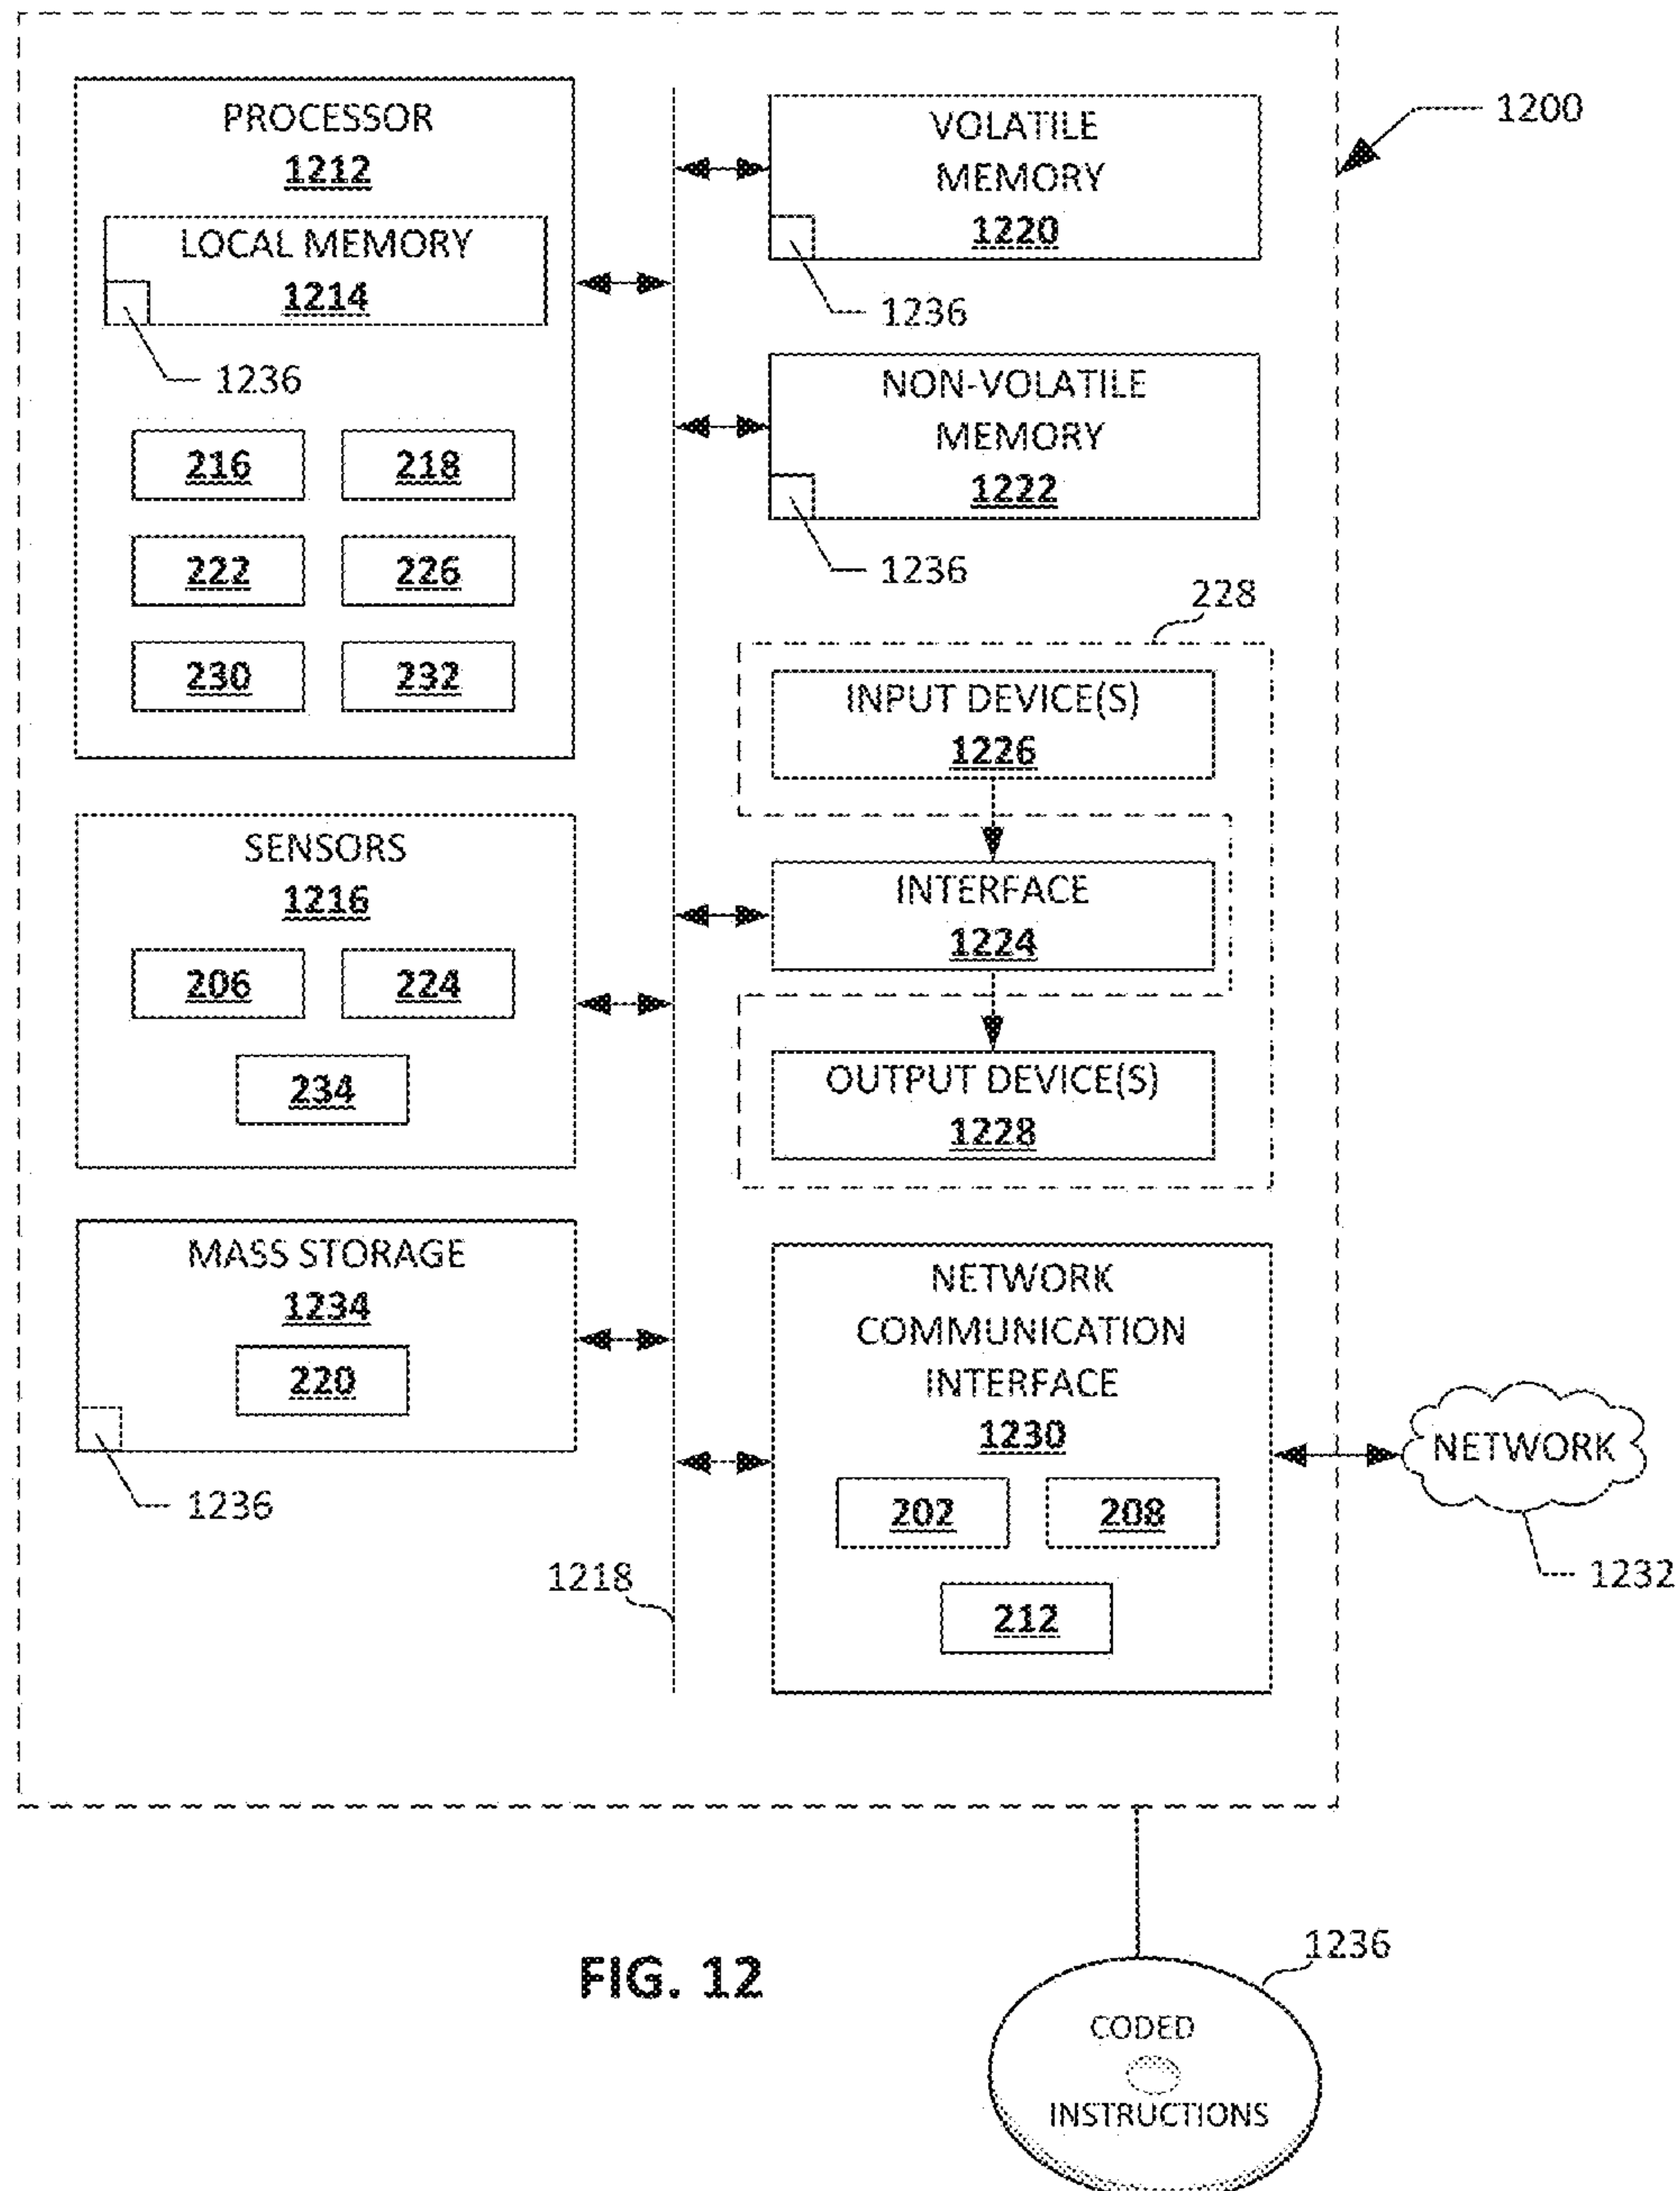 1200
PROCESSOR
1212
LOCAL MEMORY
1214
1236
216 218
222 226
230 232
SENSORS
1216
206 224
234
MASS STORAGE
1234
220
1236
1218
VOLATILE
MEMORY
1220
1236
NON-VOLATILE
MEMORY
1222
1236
228
INPUT DEVICE(S)
1226
INTERFACE
1224
OUTPUT DEVICE(S)
1228
NETWORK
COMMUNICATION
INTERFACE
1230
202 208
212
NETWORK
1232
FIG. 12
1236
CODED
INSTRUCTIONS